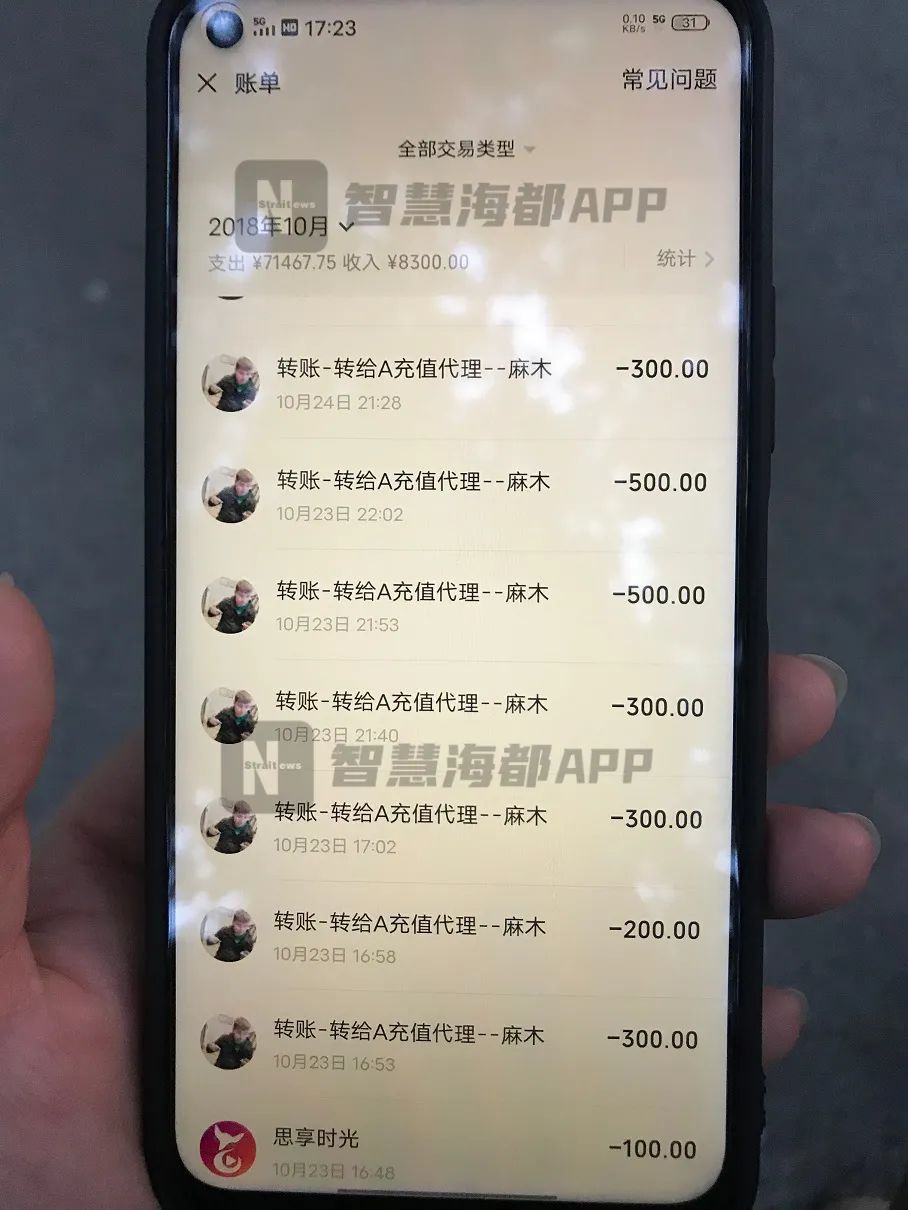 5G HD 17:23 0.10 KB/s 5G 31
账单 常见问题
全部交易类型
N Straitews 智慧海都APP
2018年10月
支出 ¥71467.75 收入 ¥8300.00 统计
转账-转给A充值代理--麻木 -300.00
10月24日 21:28
转账-转给A充值代理--麻木 -500.00
10月23日 22:02
转账-转给A充值代理--麻木 -500.00
10月23日 21:53
转账-转给A充值代理--麻木 -300.00
10月23日 21:40
N Straitews 智慧海都APP
转账-转给A充值代理--麻木 -300.00
10月23日 17:02
转账-转给A充值代理--麻木 -200.00
10月23日 16:58
转账-转给A充值代理--麻木 -300.00
10月23日 16:53
思享时光 -100.00
10月23日 16:48